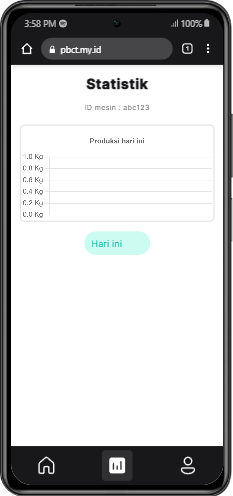 3:58 PM
100%
pbct.my.id
1
Statistik
ID mesin : abc123
Produksi hari ini
1.0 Kg
0.8 Kg
0.6 Kg
0.4 Kg
0.2 Kg
0.0 Kg
Hari ini